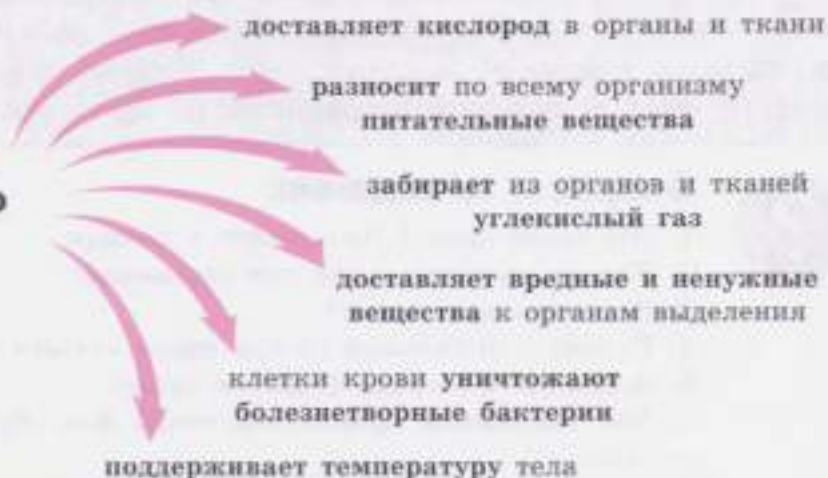 доставляет кислород в органы и ткани
разносит по всему организму
питательные вещества
забирает из органов и тканей
углекислый газ
доставляет вредные и ненужные
вещества к органам выделения
клетки крови уничтожают
болезнетворные бактерии
поддерживает температуру тела